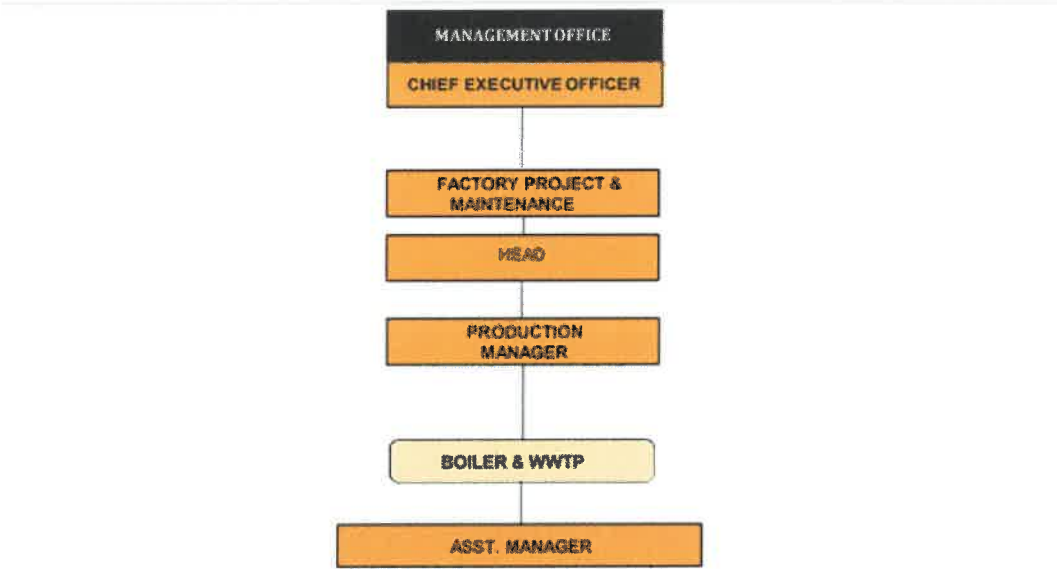 MANAGEMENT OFFICE
CHIEF EXECUTIVE OFFICER
FACTORY PROJECT &
MAINTENANCE
HEAD
PRODUCTION
MANAGER
BOILER & WWTP
ASST. MANAGER